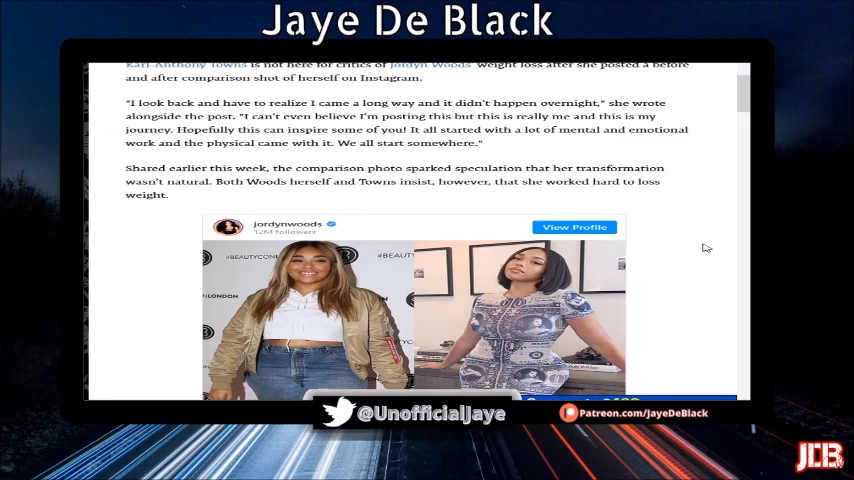 Jaye De Black
Karl-Anthony Towns is not here for critics of Jordyn Woods' weight loss after she posted a before
and after comparison shot of herself on Instagram.
"I look back and have to realize I came a long way and it didn't happen overnight," she wrote
alongside the post. "I can't even believe I'm posting this but this is really me and this is my
journey. Hopefully this can inspire some of you! It all started with a lot of mental and emotional
work and the physical came with it. We all start somewhere."
Shared earlier this week, the comparison photo sparked speculation that her transformation
wasn't natural. Both Woods herself and Towns insist, however, that she worked hard to loss
weight.
jordynwoods
12M followers
View Profile
#BEAUTYCON
#BEAUTYC
LONDON
@UnofficialJaye
Patreon.com/JayeDeBlack
JDB